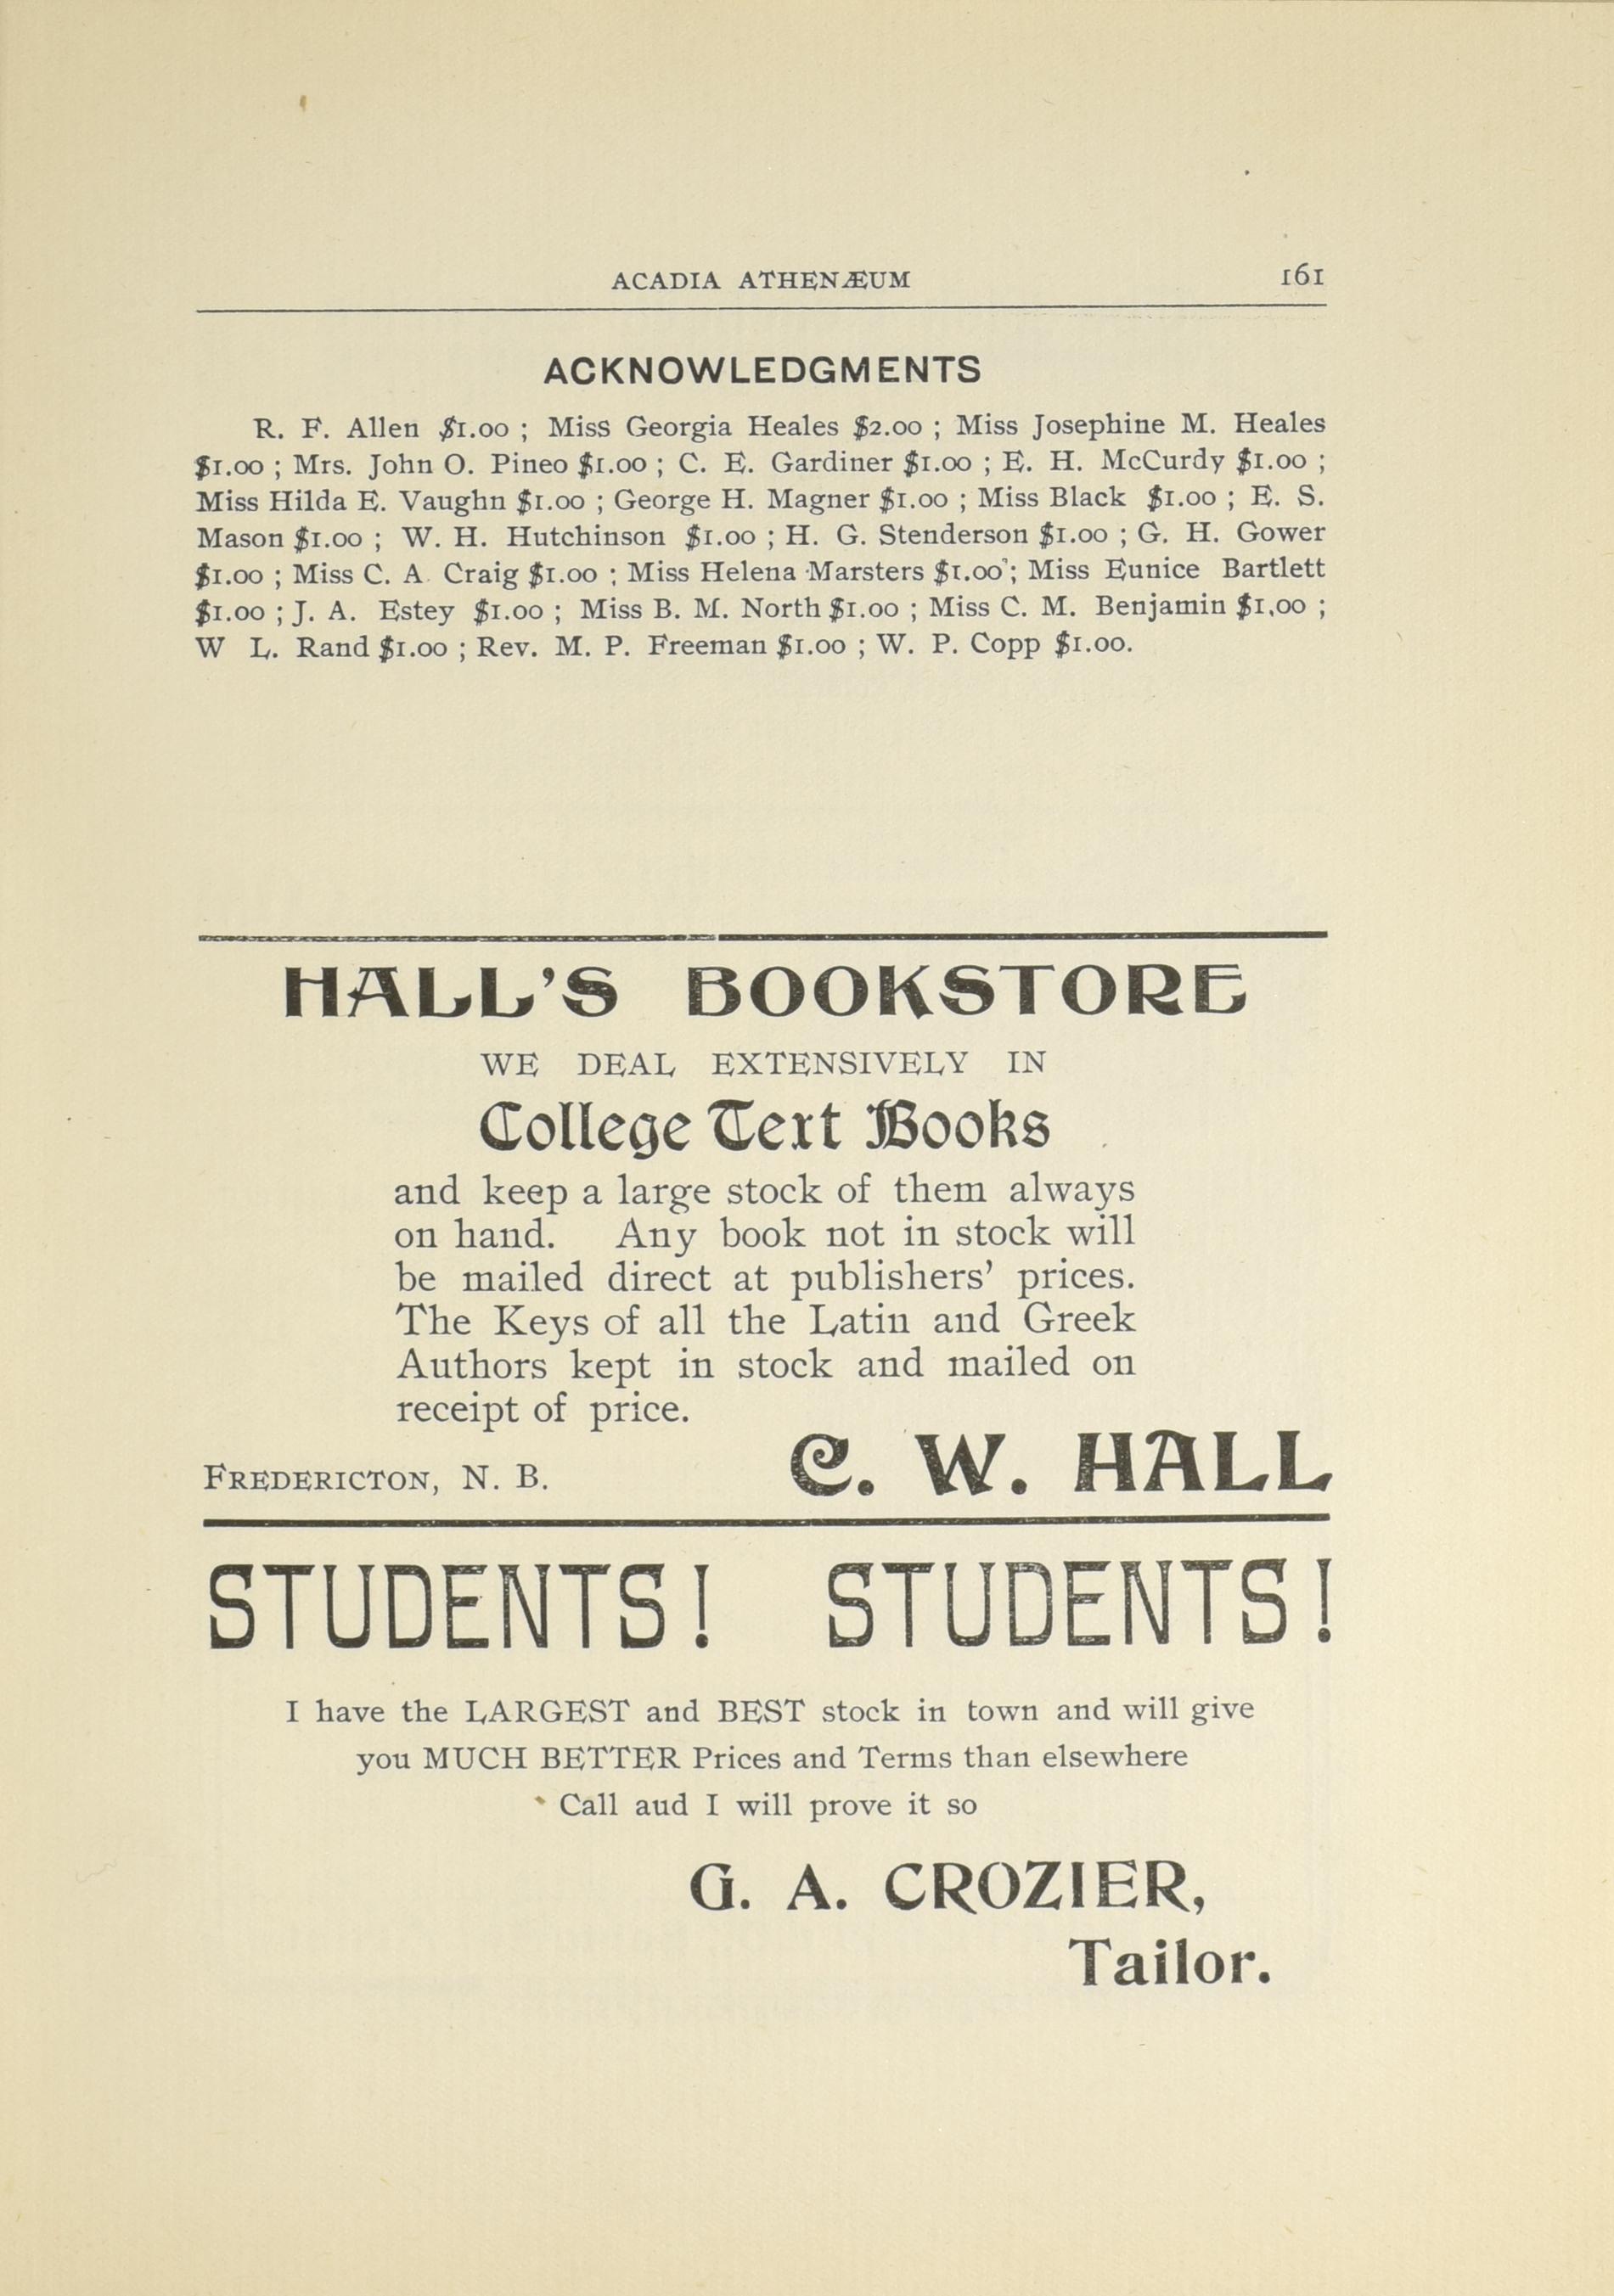 ACADIA ATHENÆUM 161
ACKNOWLEDGMENTS
R. F. Allen $1.00 ; Miss Georgia Heales $2.00 ; Miss Josephine M. Heales
$1.00 ; Mrs. John O. Pineo $1.00 ; C. E. Gardiner $1.00 ; E. H. McCurdy $1.00 ;
Miss Hilda E. Vaughn $1.00 ; George H. Magner $1.00 ; Miss Black $1.00 ; E. S.
Mason $1.00 ; W. H. Hutchinson $1.00 ; H. G. Stenderson $1.00 ; G. H. Gower
$1.00 ; Miss C. A. Craig $1.00 ; Miss Helena Marsters $1.00 ; Miss Eunice Bartlett
$1.00 ; J. A. Estey $1.00 ; Miss B. M. North $1.00 ; Miss C. M. Benjamin $1,00 ;
W L. Rand $1.00 ; Rev. M. P. Freeman $1.00 ; W. P. Copp $1.00.
HALL'S BOOKSTORE
WE DEAL EXTENSIVELY IN
College Text Books
and keep a large stock of them always
on hand. Any book not in stock will
be mailed direct at publishers' prices.
The Keys of all the Latin and Greek
Authors kept in stock and mailed on
receipt of price.
FREDERICTON, N. B. C. W. HALL
STUDENTS! STUDENTS!
I have the LARGEST and BEST stock in town and will give
you MUCH BETTER Prices and Terms than elsewhere
Call aud I will prove it so
G. A. CROZIER,
Tailor.